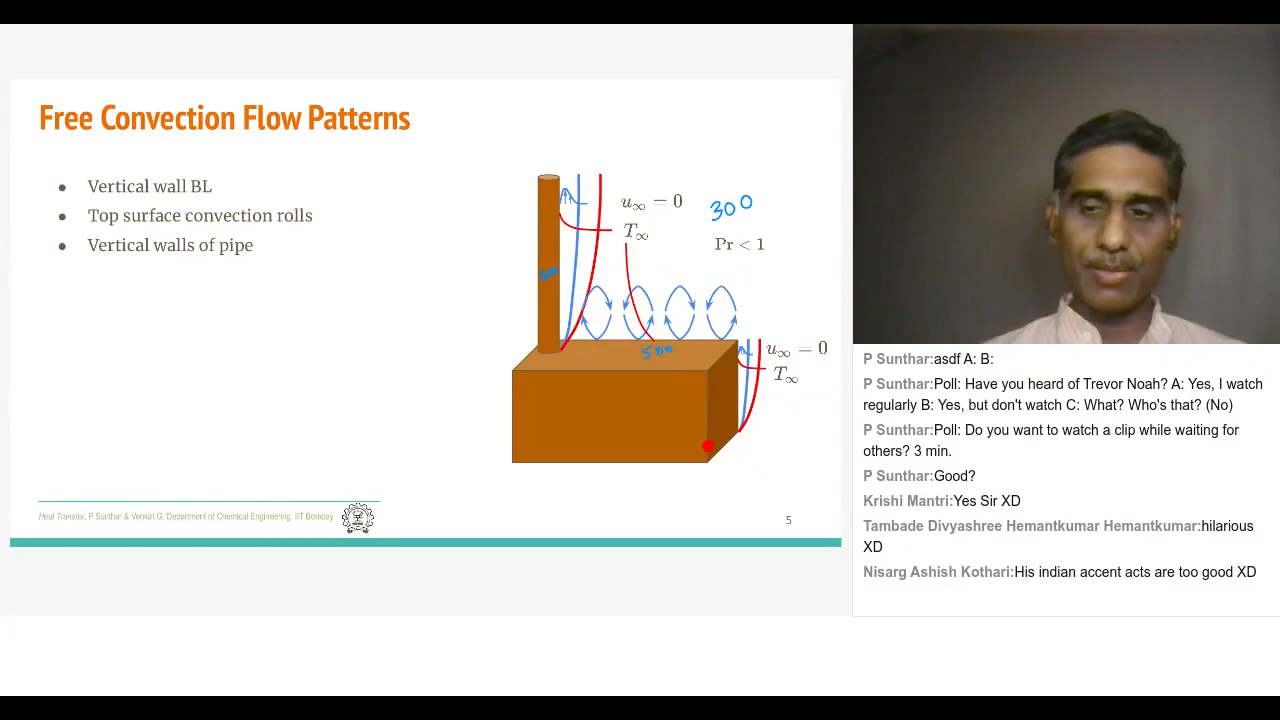 Free Convection Flow Patterns
● Vertical wall BL
● Top surface convection rolls
● Vertical walls of pipe
u∞ = 0
300
T∞
Pr < 1
500
u∞ = 0
T∞
Heat Transfer, P Sunthar & Venkat G, Department of Chemical Engineering, IIT Bombay
5
P Sunthar:asdf A: B:
P Sunthar:Poll: Have you heard of Trevor Noah? A: Yes, I watch
regularly B: Yes, but don't watch C: What? Who's that? (No)
P Sunthar:Poll: Do you want to watch a clip while waiting for
others? 3 min.
P Sunthar:Good?
Krishi Mantri:Yes Sir XD
Tambade Divyashree Hemantkumar Hemantkumar:hilarious
XD
Nisarg Ashish Kothari:His indian accent acts are too good XD